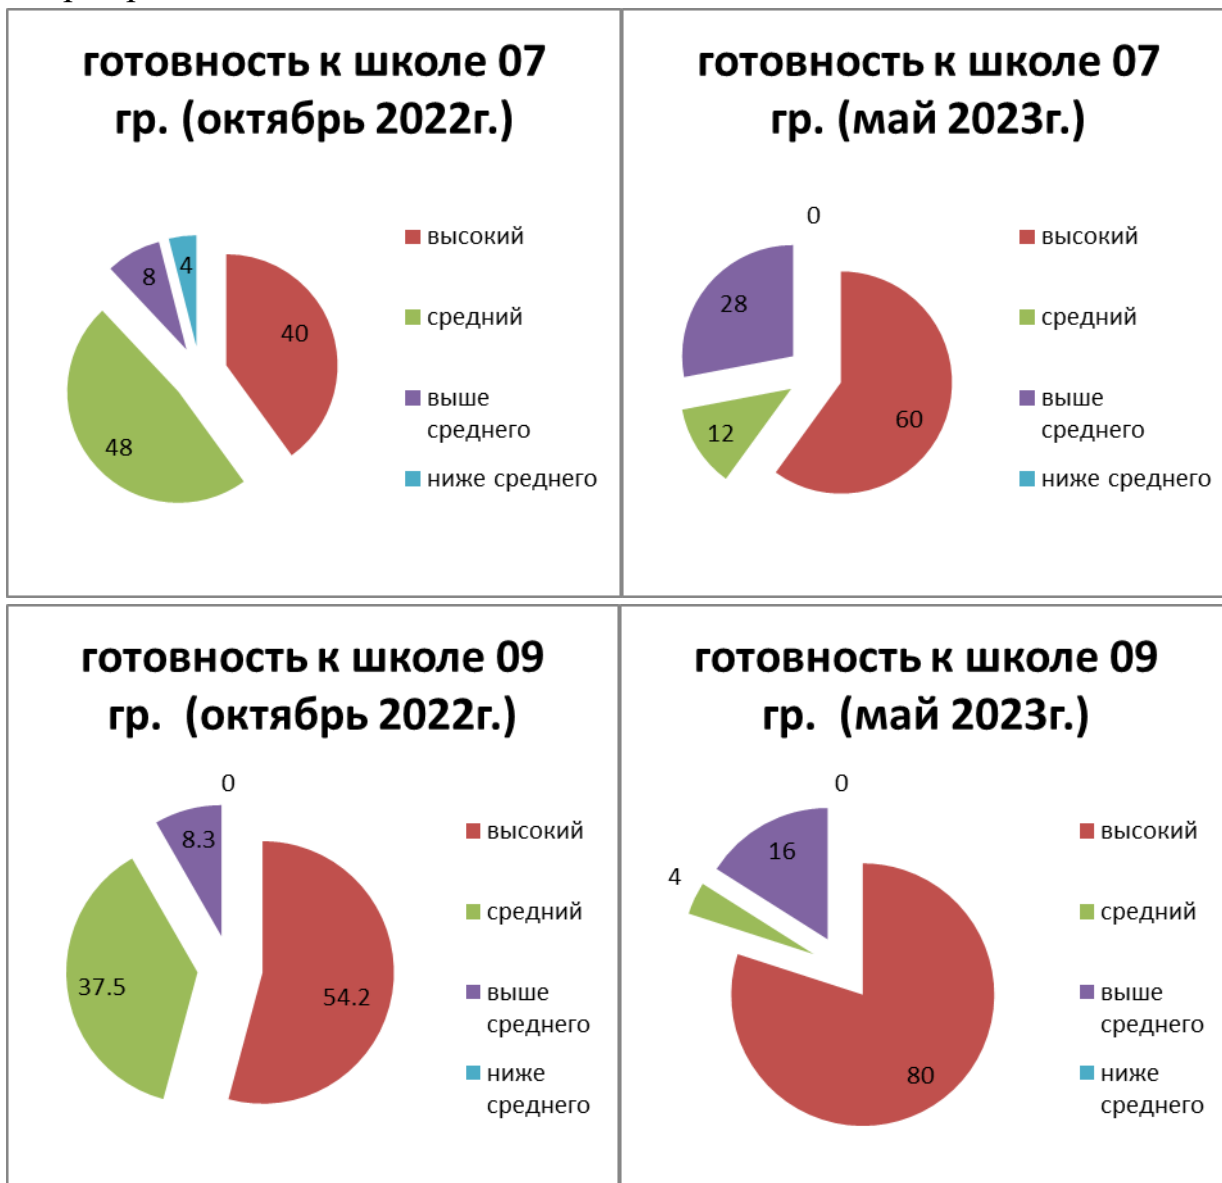 готовность к школе 07
гр. (октябрь 2022г.)
8
4
40
48
высокий
средний
выше
среднего
ниже среднего
готовность к школе 07
гр. (май 2023г.)
0
28
12
60
высокий
средний
выше
среднего
ниже среднего
готовность к школе 09
гр. (октябрь 2022г.)
0
8.3
37.5
54.2
высокий
средний
выше
среднего
ниже
среднего
готовность к школе 09
гр. (май 2023г.)
0
16
4
80
высокий
средний
выше
среднего
ниже
среднего